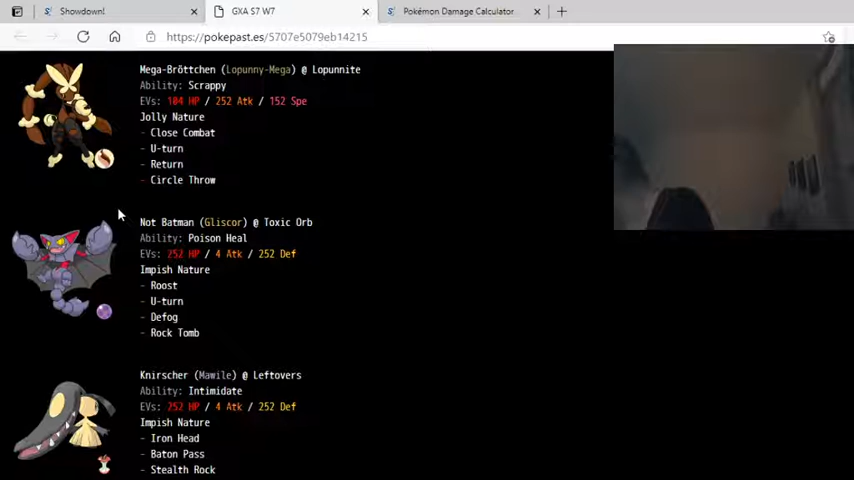 Showdown!
GXA S7 W7
Pokémon Damage Calculator
https://pokepast.es/5707e5079eb14215
Mega-Bröttchen (Lopunny-Mega) @ Lopunnite
Ability: Scrappy
EVs: 104 HP / 252 Atk / 152 Spe
Jolly Nature
- Close Combat
- U-turn
- Return
- Circle Throw
Not Batman (Gliscor) @ Toxic Orb
Ability: Poison Heal
EVs: 252 HP / 4 Atk / 252 Def
Impish Nature
- Roost
- U-turn
- Defog
- Rock Tomb
Knirscher (Mawile) @ Leftovers
Ability: Intimidate
EVs: 252 HP / 4 Atk / 252 Def
Impish Nature
- Iron Head
- Baton Pass
- Stealth Rock